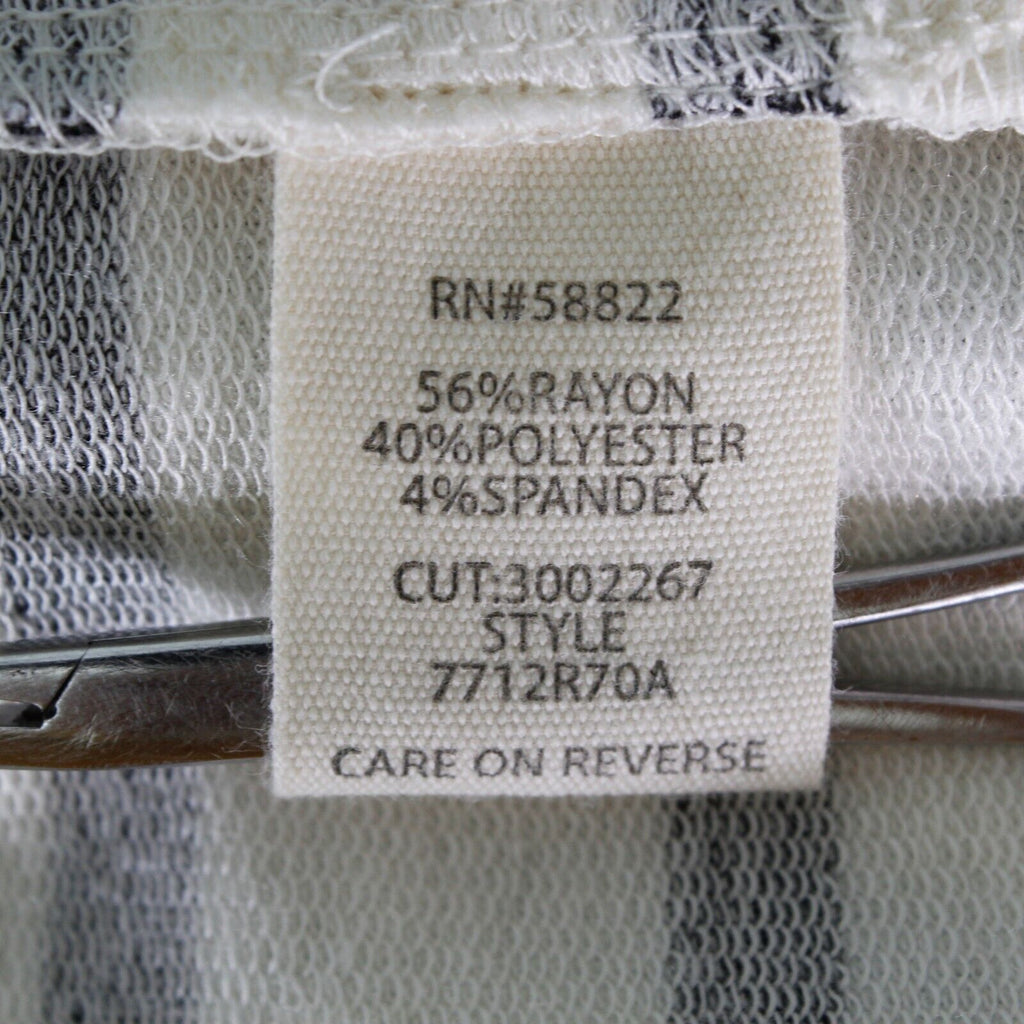 RN#58822
56%RAYON
40%POLYESTER
4%SPANDEX
CUT:3002267
STYLE
7712R70A
CARE ON REVERSE